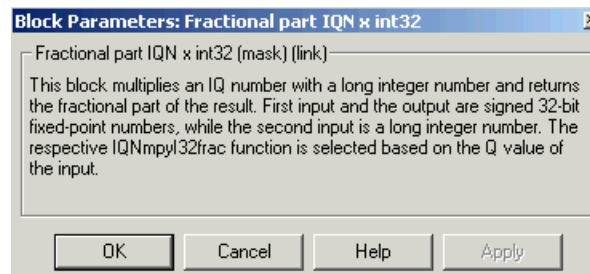 Block Parameters: Fractional part IQN x int32
Fractional part IQN x int32 (mask) (link)
This block multiplies an IQ number with a long integer number and returns
the fractional part of the result. First input and the output are signed 32-bit
fixed-point numbers, while the second input is a long integer number. The
respective IQNmpyI32frac function is selected based on the Q value of
the input.
OK Cancel Help Apply